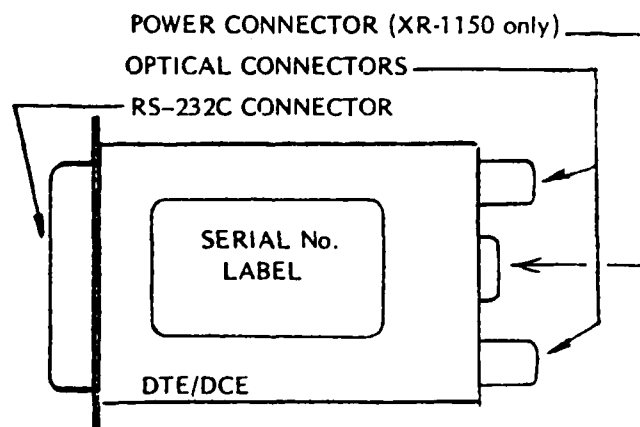 POWER CONNECTOR (XR-1150 only)
OPTICAL CONNECTORS
RS-232C CONNECTOR
SERIAL No.
LABEL
DTE/DCE